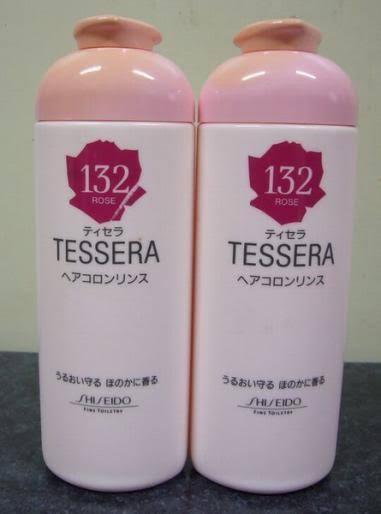 132
ROSE
ティセラ
TESSERA
ヘアコロンリンス
うるおい守る ほのかに香る
SHISEIDO
FINE TOILETRY
132
ROSE
ティセラ
TESSERA
ヘアコロンリンス
うるおい守る ほのかに香る
SHISEIDO
FINE TOILETRY